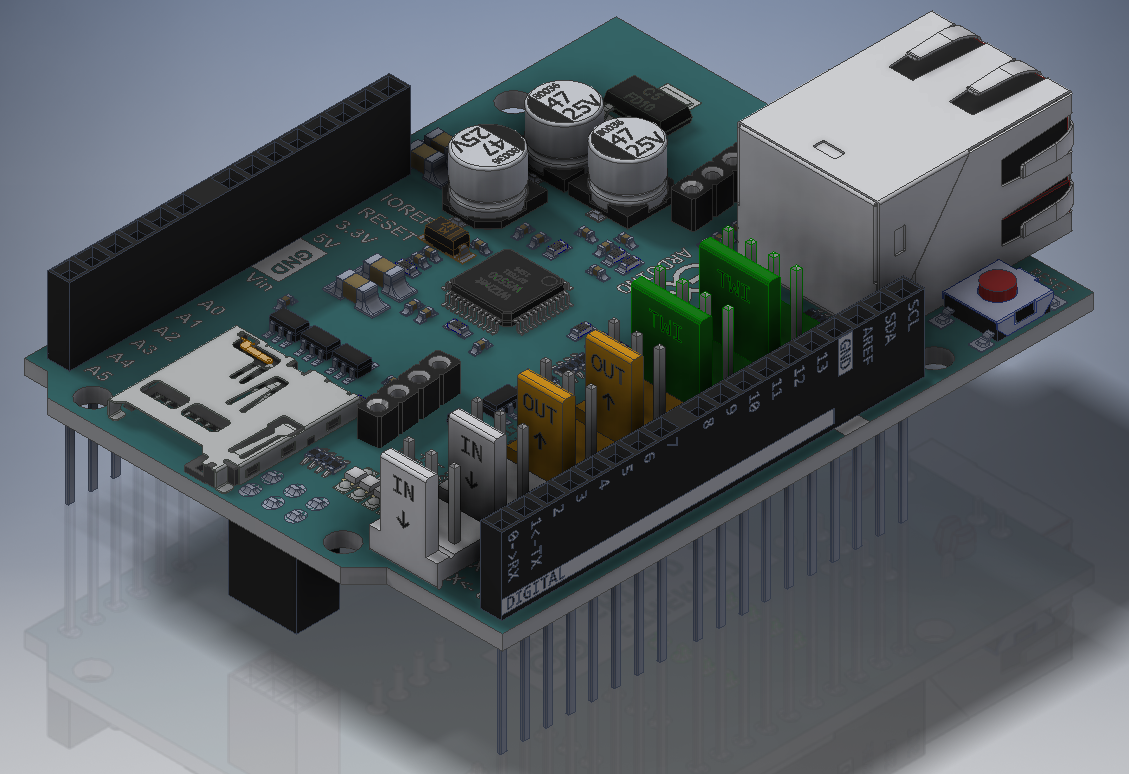 47
25V
47
25V
47
25V
IOREF
RESET
3.3V
5V
GND
Vin
A0
A1
A2
A3
A4
A5
TWI
TWI
OUT
↑
OUT
↑
IN
↓
IN
↓
SCL
SDA
AREF
GND
13
12
11
10
9
8
7
6
5
4
3
2
1<-TX
0->RX
DIGITAL